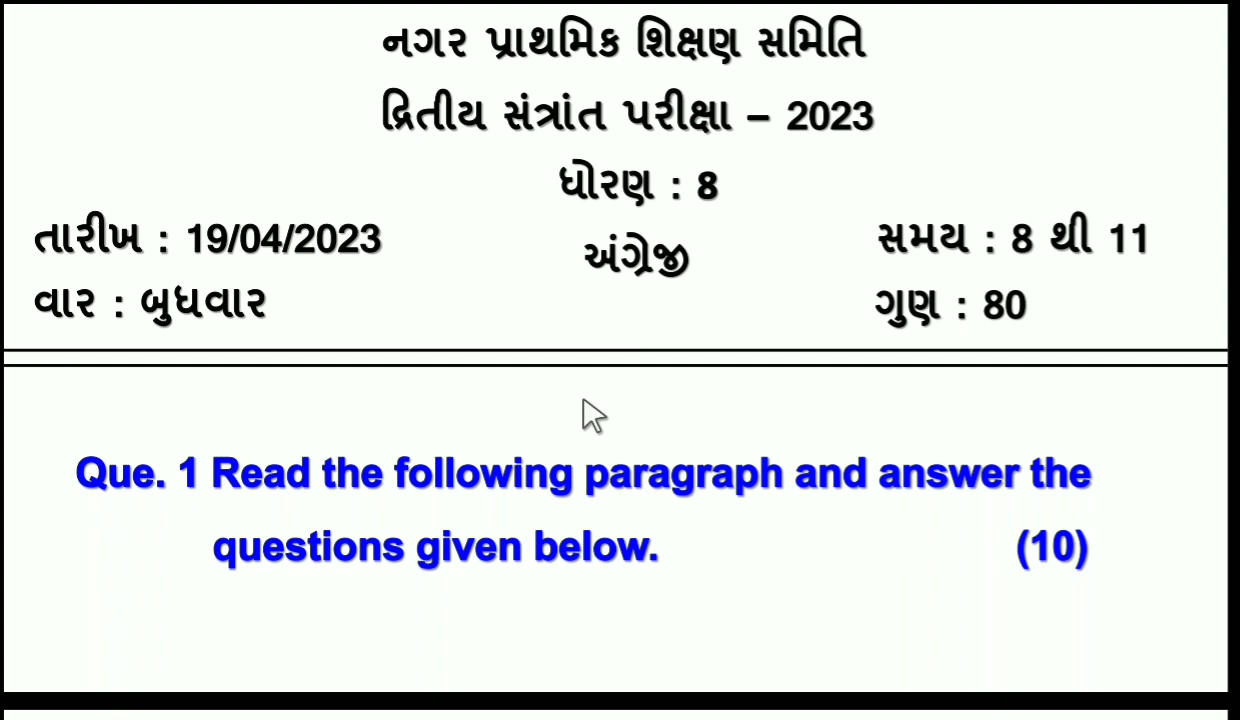 નગર પ્રાથમિક શિક્ષણ સમિતિ
દ્રિતીય સંત્રાંત પરીક્ષા – 2023
ધોરણ : 8
તારીખ : 19/04/2023 અંગ્રેજી સમય : 8 થી 11
વાર : બુધવાર ગુણ : 80
Que. 1 Read the following paragraph and answer the
questions given below. (10)